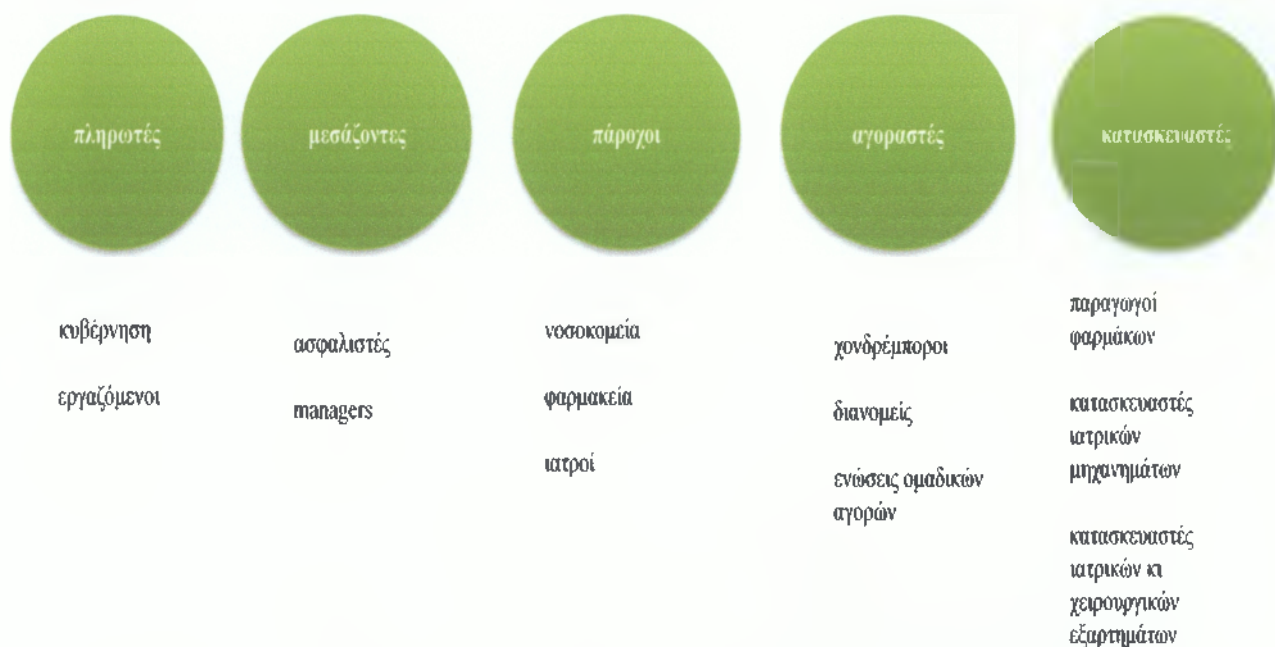 πληρωτές
μεσάζοντες
πάροχοι
αγοραστές
κατασκευαστές
κυβέρνηση
εργαζόμενοι
ασφαλιστές
managers
νοσοκομεία
φαρμακεία
ιατροί
χονδρέμποροι
διανομείς
ενώσεις ομαδικών
αγορών
παραγωγοί
φαρμάκων
κατασκευαστές
ιατρικών
μηχανημάτων
κατασκευαστές
ιατρικών κι
χειρουργικών
εξαρτημάτων